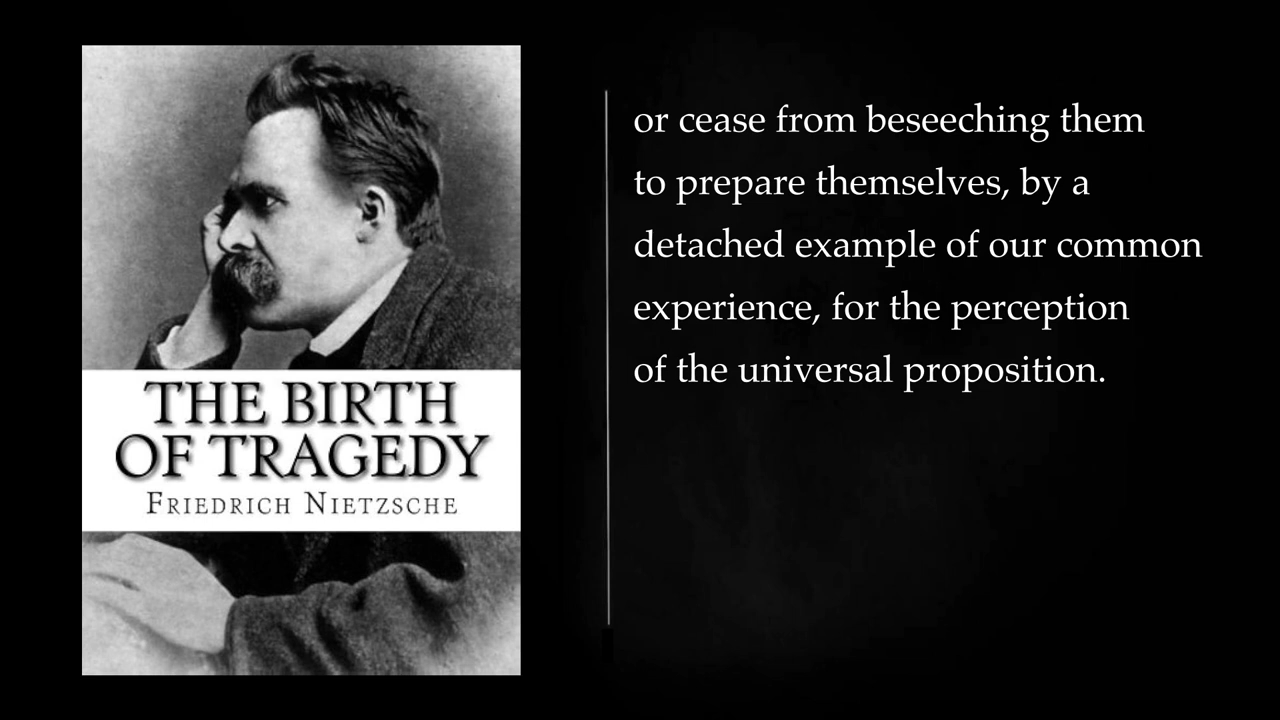 THE BIRTH
OF TRAGEDY
FRIEDRICH NIETZSCHE
or cease from beseeching them
to prepare themselves, by a
detached example of our common
experience, for the perception
of the universal proposition.